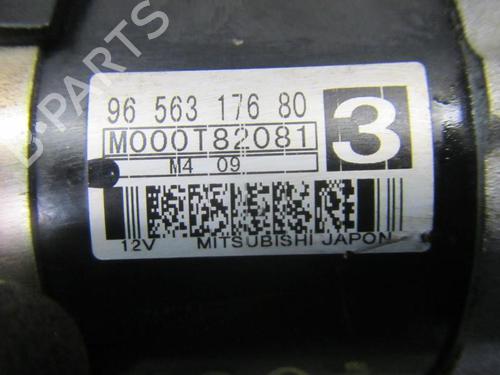 96 563 176 80
M000T82081
3
M4 09
12V MITSUBISHI JAPON
B-PARTS